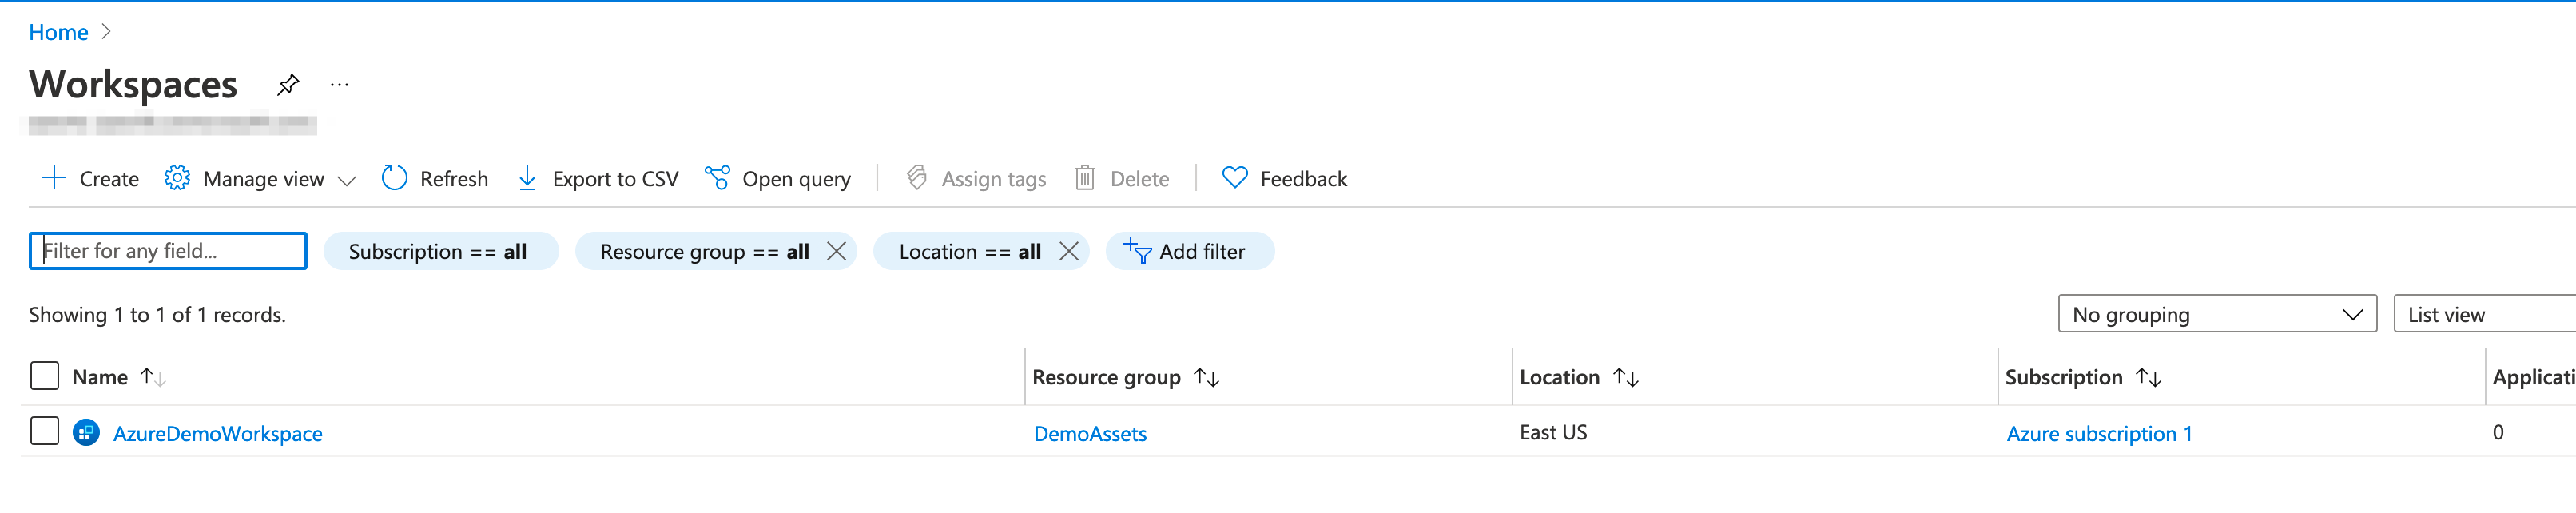 Home
Workspaces
Create Manage view Refresh Export to CSV Open query Assign tags Delete Feedback
Filter for any field... Subscription == all Resource group == all Location == all Add filter
Showing 1 to 1 of 1 records. No grouping List view
Name Resource group Location Subscription Applicati
AzureDemoWorkspace DemoAssets East US Azure subscription 1 0